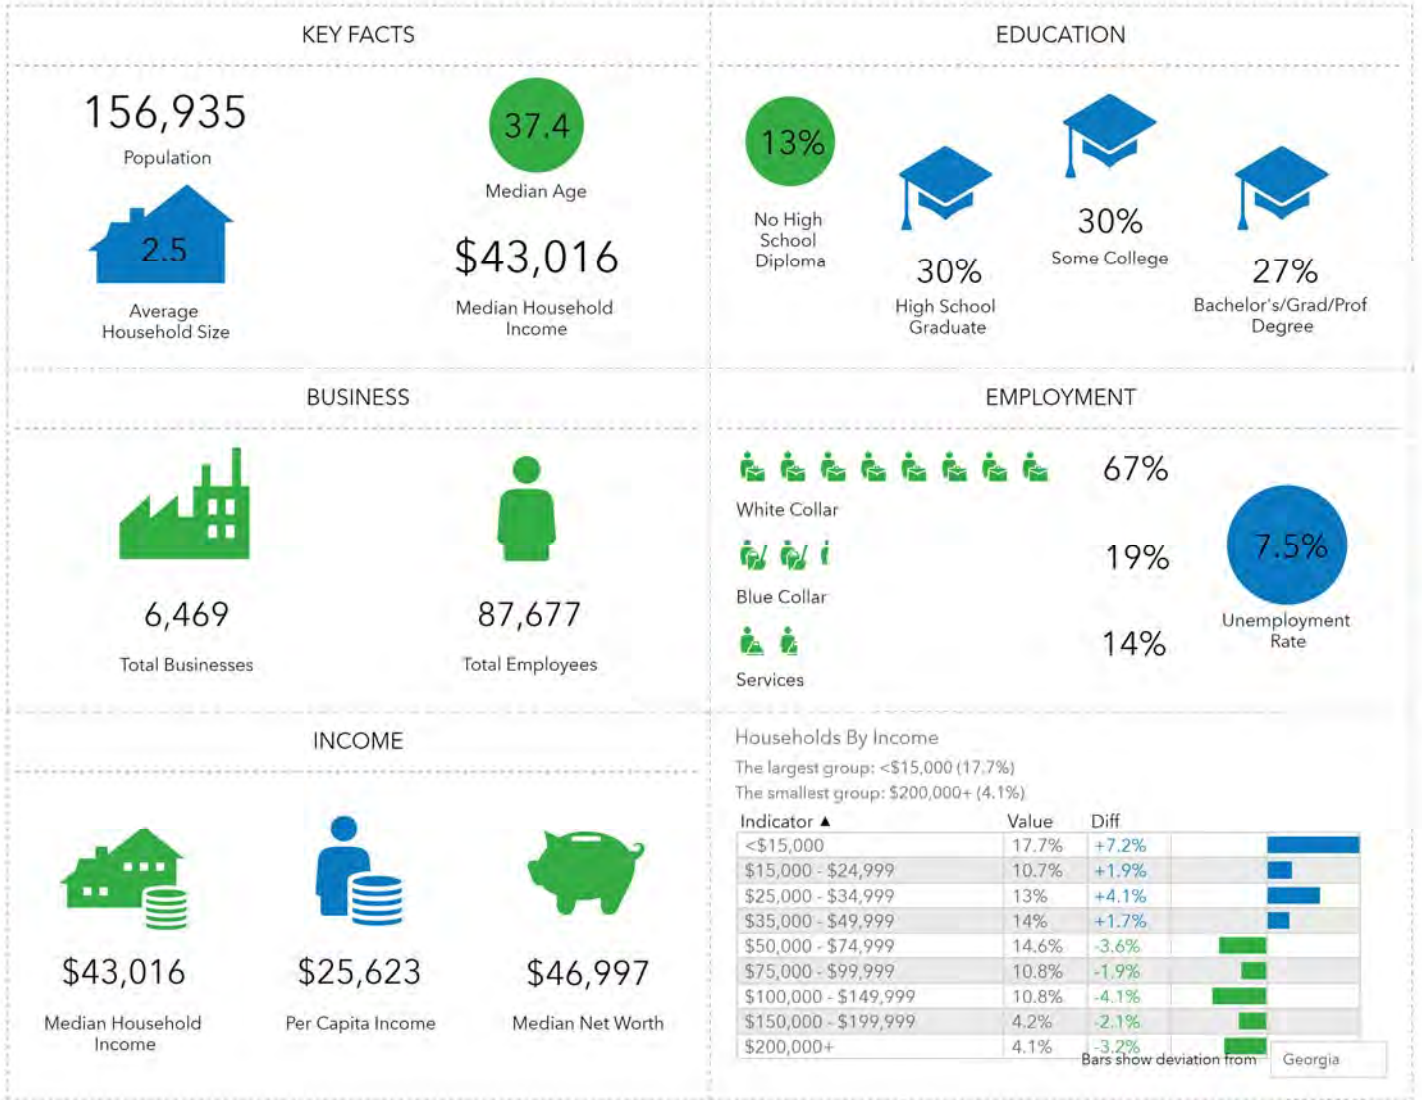 KEY FACTS
156,935
Population
37.4
Median Age
2.5
Average
Household Size
$43,016
Median Household
Income
EDUCATION
13%
No High
School
Diploma
30%
High School
Graduate
30%
Some College
27%
Bachelor's/Grad/Prof
Degree
BUSINESS
6,469
Total Businesses
87,677
Total Employees
EMPLOYMENT
67%
White Collar
19%
Blue Collar
14%
Services
7.5%
Unemployment
Rate
INCOME
$43,016
Median Household
Income
$25,623
Per Capita Income
$46,997
Median Net Worth
Households By Income
The largest group: <$15,000 (17.7%)
The smallest group: $200,000+ (4.1%)
Indicator ▲ Value Diff
<$15,000 17.7% +7.2%
$15,000 - $24,999 10.7% +1.9%
$25,000 - $34,999 13% +4.1%
$35,000 - $49,999 14% +1.7%
$50,000 - $74,999 14.6% -3.6%
$75,000 - $99,999 10.8% -1.9%
$100,000 - $149,999 10.8% -4.1%
$150,000 - $199,999 4.2% -2.1%
$200,000+ 4.1% -3.2%
Bars show deviation from Georgia